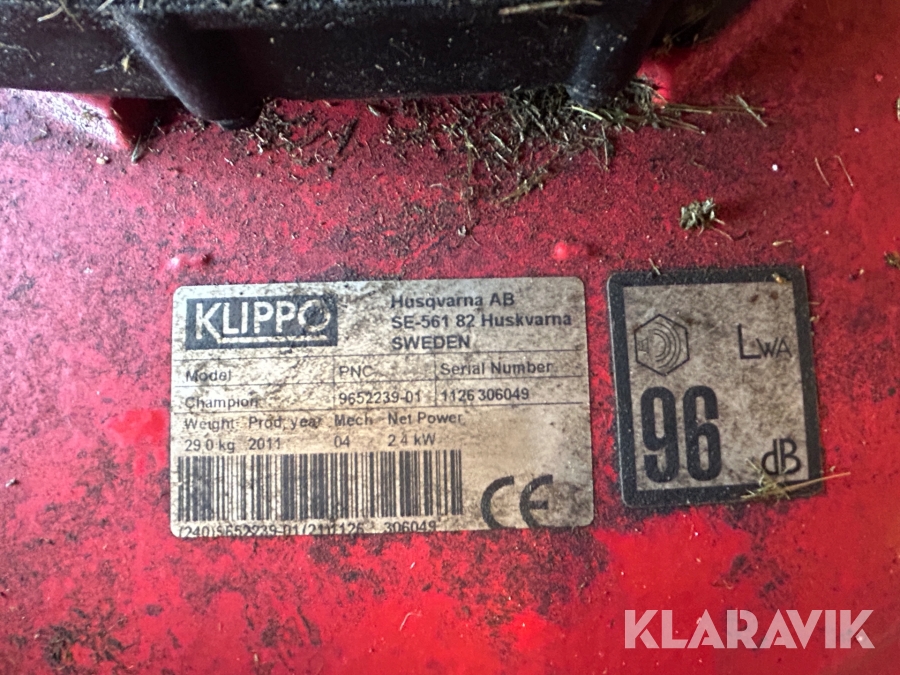 KLIPPO
Husqvarna AB
SE-561 82 Huskvarna
SWEDEN
Model PNC Serial Number
Champion 9652239-01 1126306049
Weight Prod, year Mech Net Power
29.0 kg 2011 04 2.4 kW
(240)9652239-01(21)1126 306049
CE
LWA
96
dB
KLARAVIK